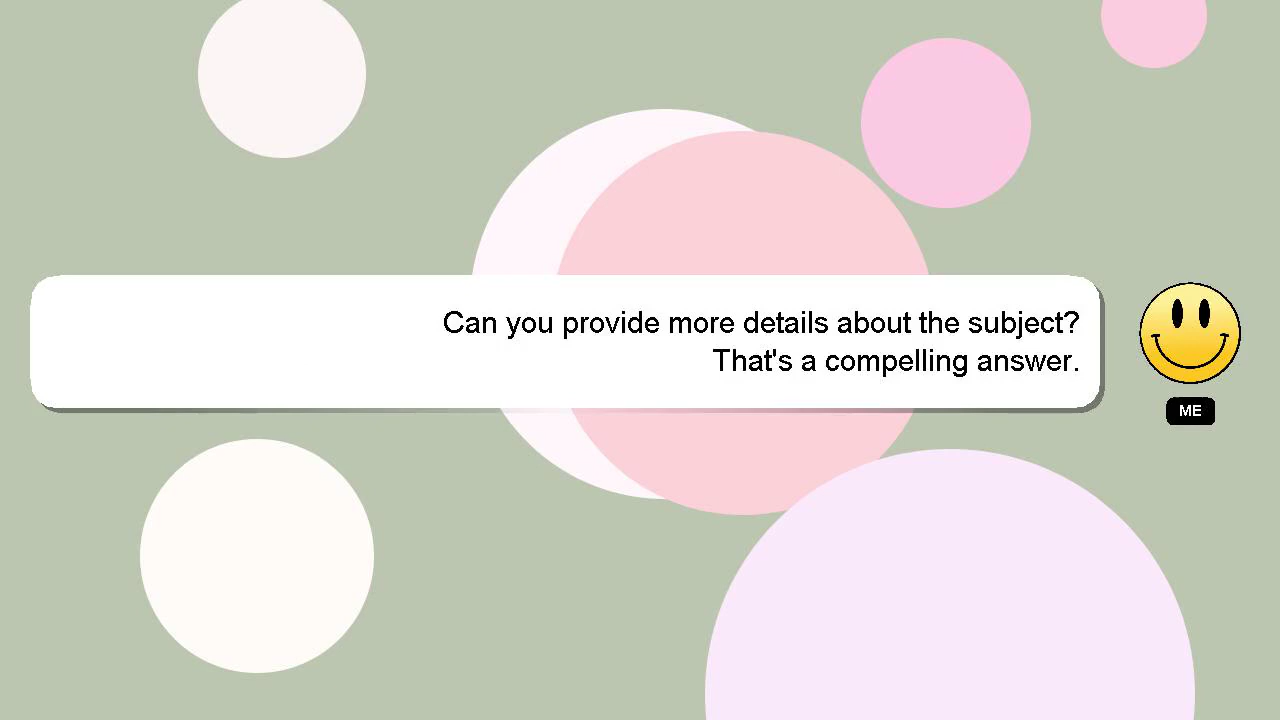 Can you provide more details about the subject?
That's a compelling answer.
ME